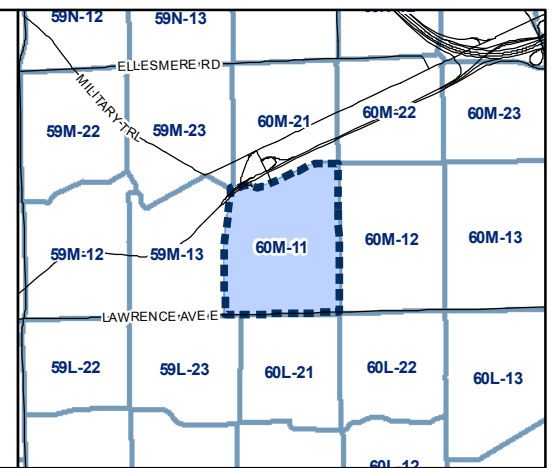 59N-12
59N-13
ELLESMERE RD
MILITARY TRL
59M-22
59M-23
60M-21
60M-22
60M-23
59M-12
59M-13
60M-11
60M-12
60M-13
LAWRENCE AVE E
59L-22
59L-23
60L-21
60L-22
60L-13
60L-12